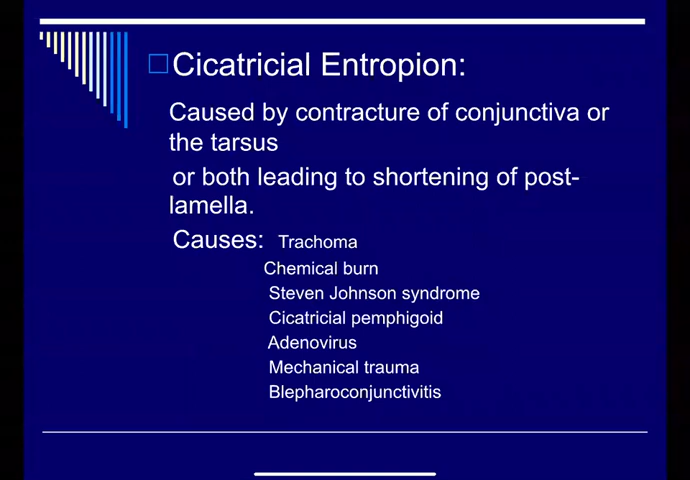 Cicatricial Entropion:
Caused by contracture of conjunctiva or
the tarsus
or both leading to shortening of post-
lamella.
Causes: Trachoma
Chemical burn
Steven Johnson syndrome
Cicatricial pemphigoid
Adenovirus
Mechanical trauma
Blepharoconjunctivitis